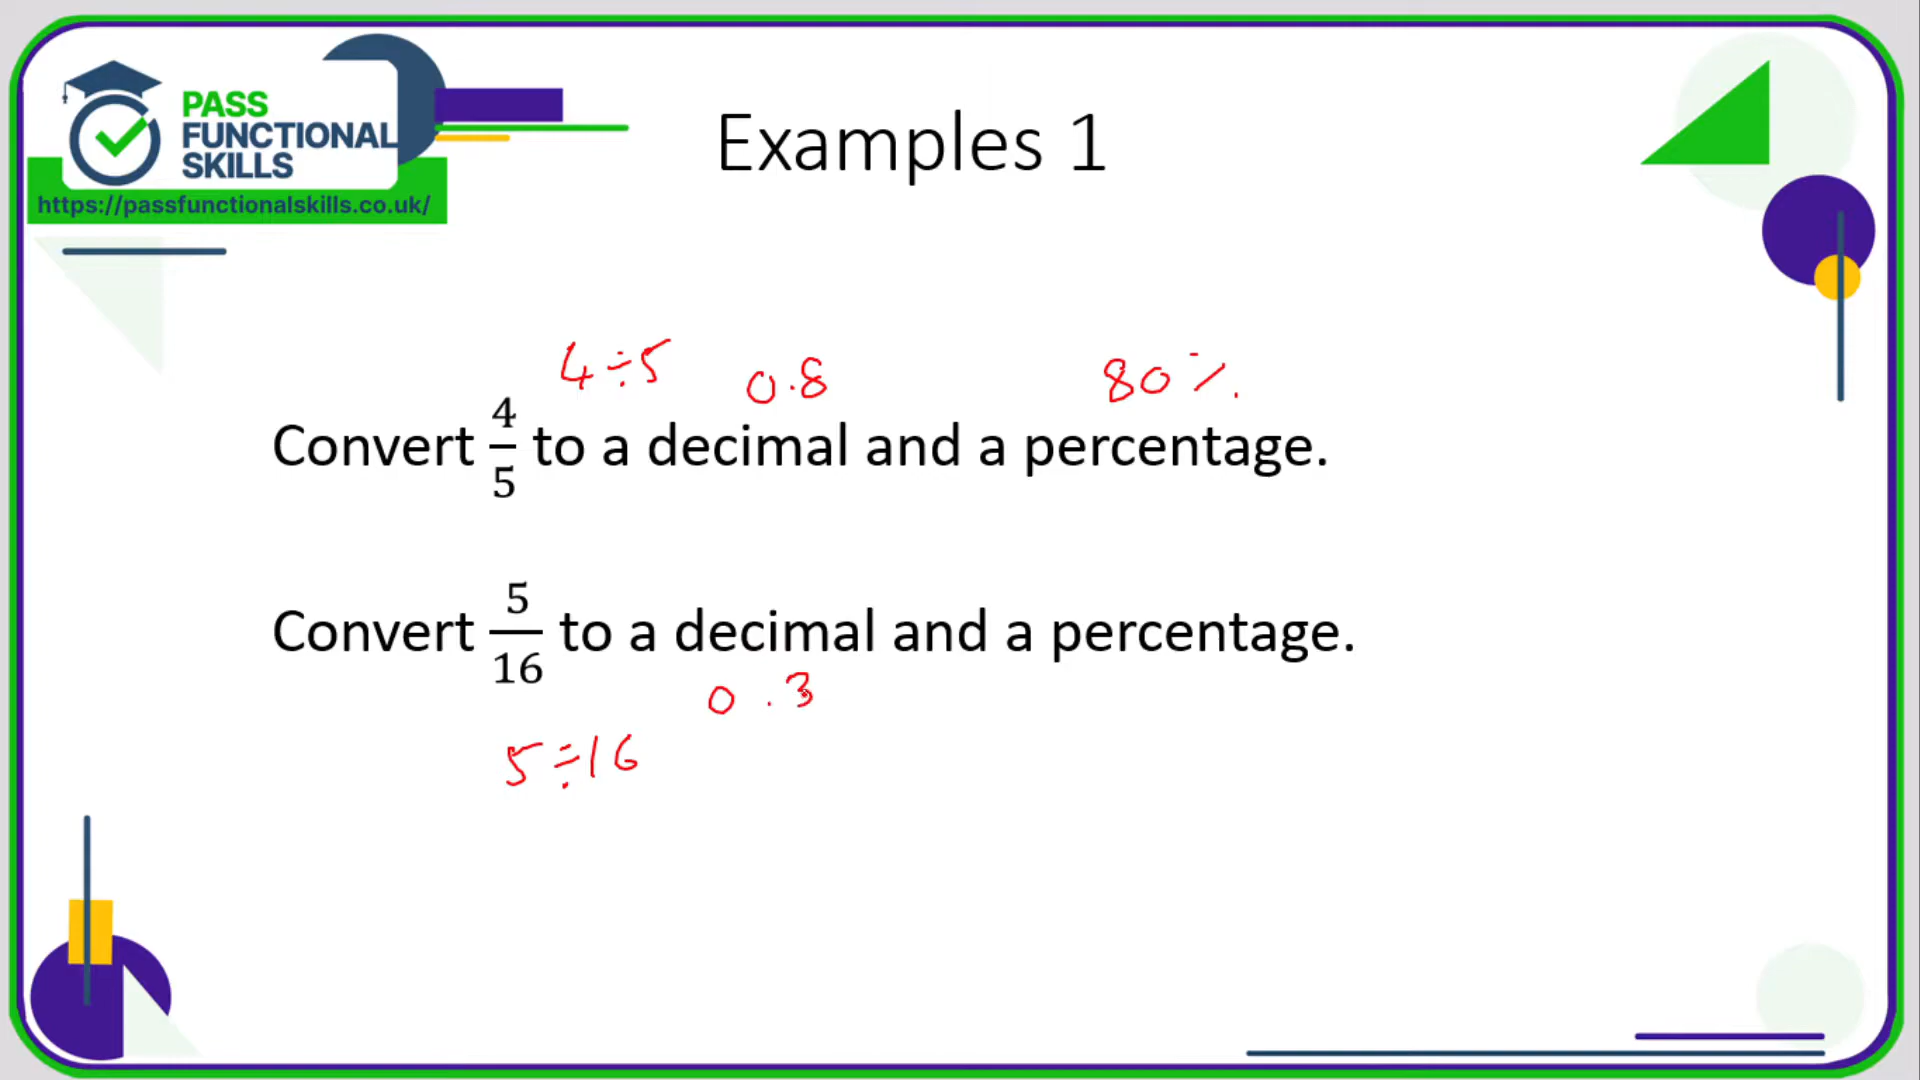 PASS
FUNCTIONAL
SKILLS
https://passfunctionalskills.co.uk/
Examples 1
4÷5 0.8 80%
Convert 4/5 to a decimal and a percentage.
Convert 5/16 to a decimal and a percentage.
0.3
5÷16